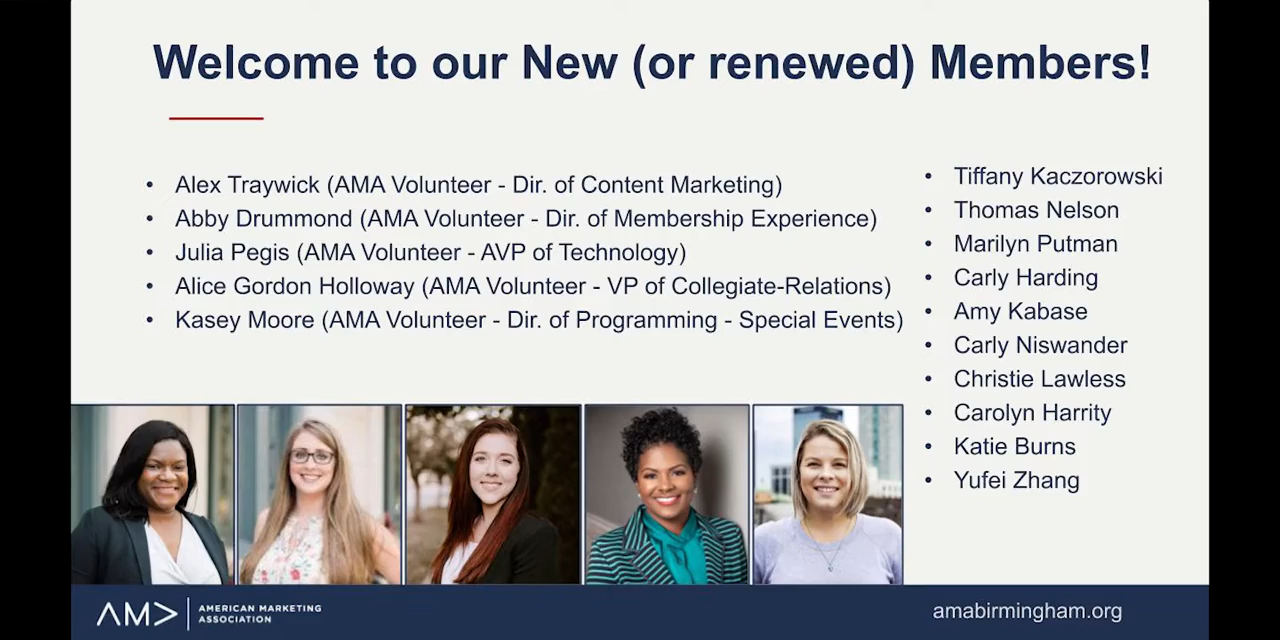 Welcome to our New (or renewed) Members!
• Alex Traywick (AMA Volunteer - Dir. of Content Marketing)
• Abby Drummond (AMA Volunteer - Dir. of Membership Experience)
• Julia Pegis (AMA Volunteer - AVP of Technology)
• Alice Gordon Holloway (AMA Volunteer - VP of Collegiate-Relations)
• Kasey Moore (AMA Volunteer - Dir. of Programming - Special Events)
• Tiffany Kaczorowski
• Thomas Nelson
• Marilyn Putman
• Carly Harding
• Amy Kabase
• Carly Niswander
• Christie Lawless
• Carolyn Harrity
• Katie Burns
• Yufei Zhang
AMA
AMERICAN MARKETING
ASSOCIATION
amabirmingham.org